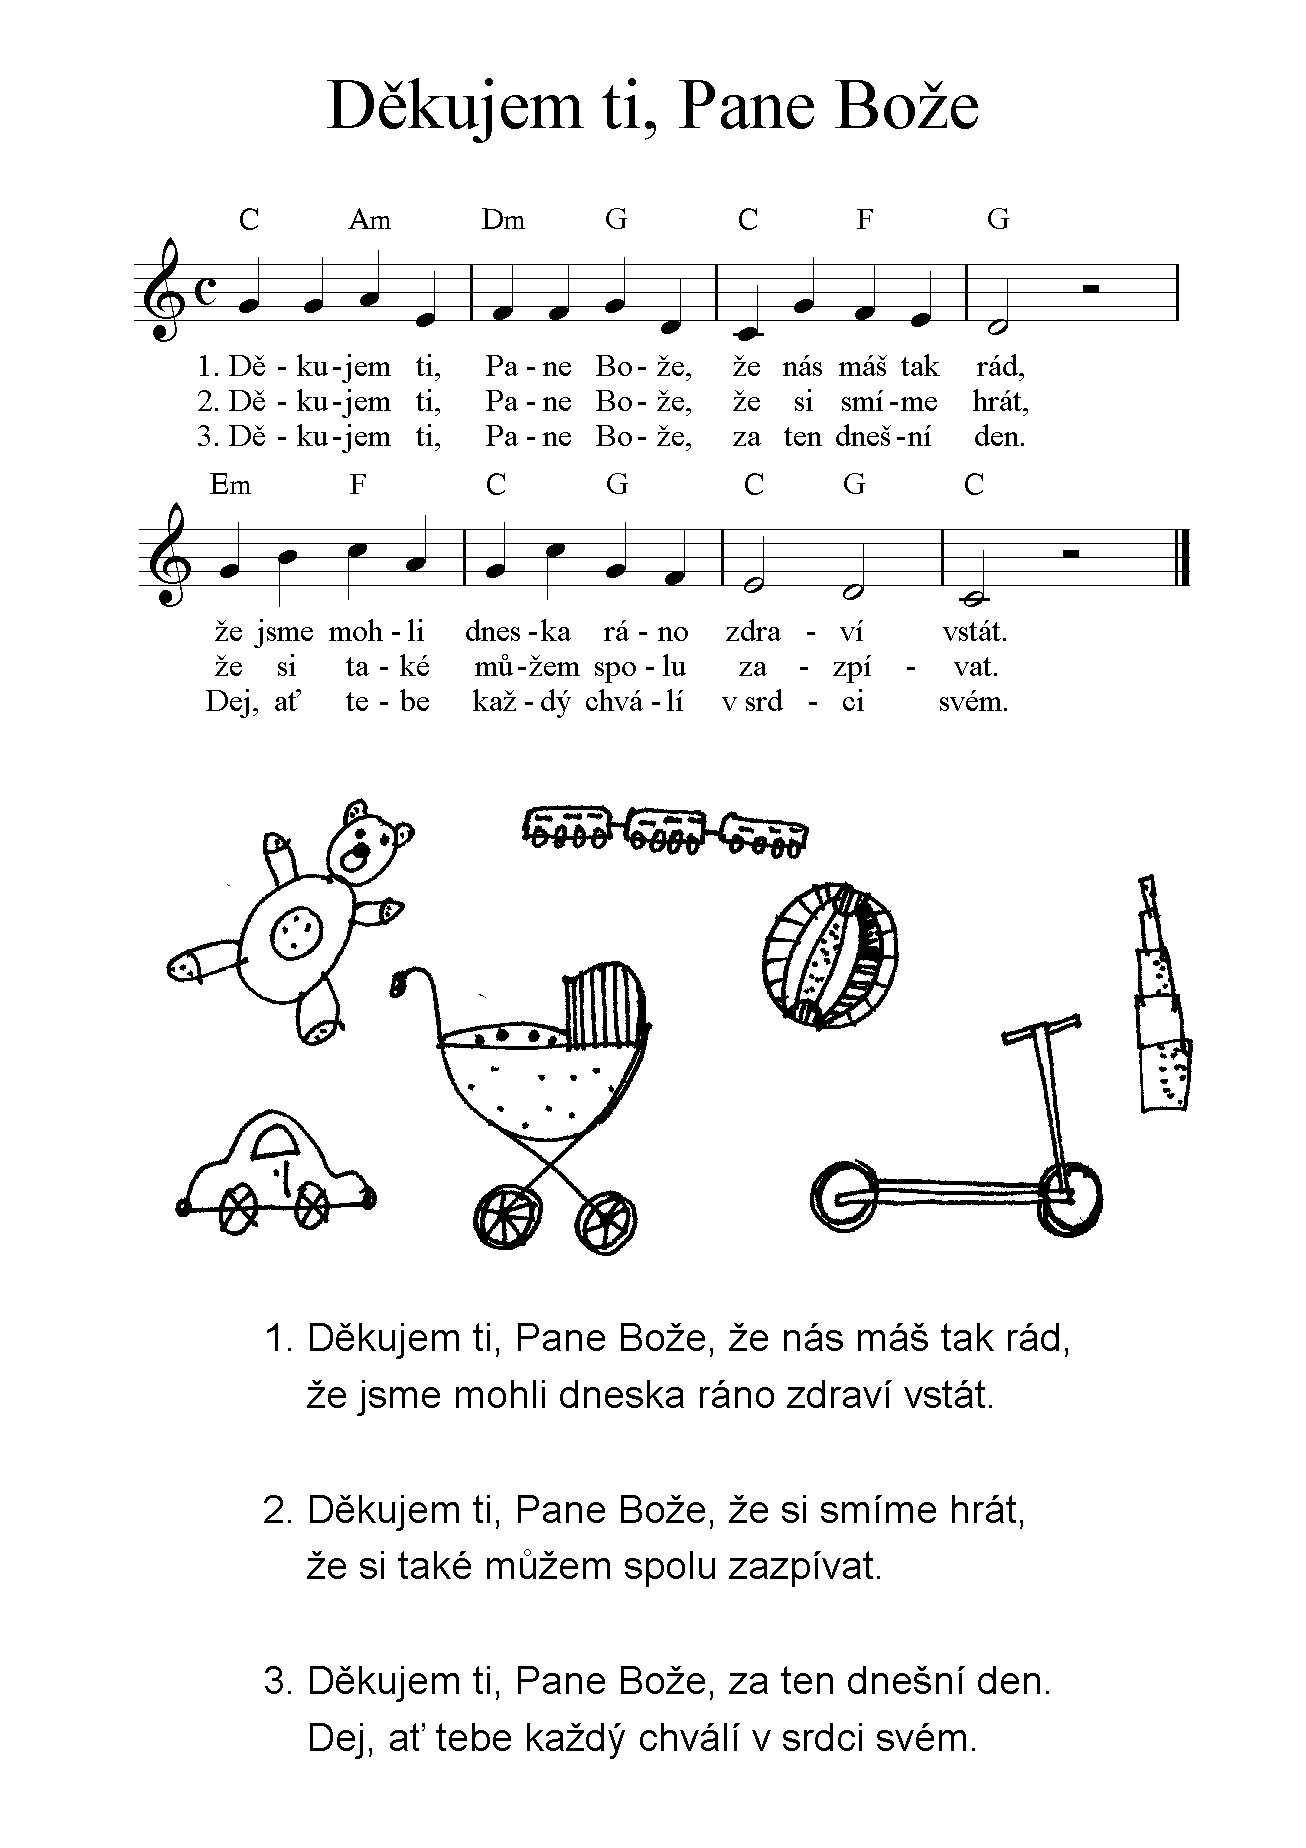 Děkujem ti, Pane Bože
C Am Dm G C F G
1. Dě - ku - jem ti, Pa - ne Bo - že, že nás máš tak rád,
2. Dě - ku - jem ti, Pa - ne Bo - že, že si smí - me hrát,
3. Dě - ku - jem ti, Pa - ne Bo - že, za ten dneš - ní den.
Em F C G C G C
že jsme moh - li dnes - ka rá - no zdra - ví vstát.
že si ta - ké mů - žem spo - lu za - zpí - vat.
Dej, ať te - be kaž - dý chvá - lí v srd - ci svém.
1. Děkujem ti, Pane Bože, že nás máš tak rád,
že jsme mohli dneska ráno zdraví vstát.
2. Děkujem ti, Pane Bože, že si smíme hrát,
že si také můžem spolu zazpívat.
3. Děkujem ti, Pane Bože, za ten dnešní den.
Dej, ať tebe každý chválí v srdci svém.